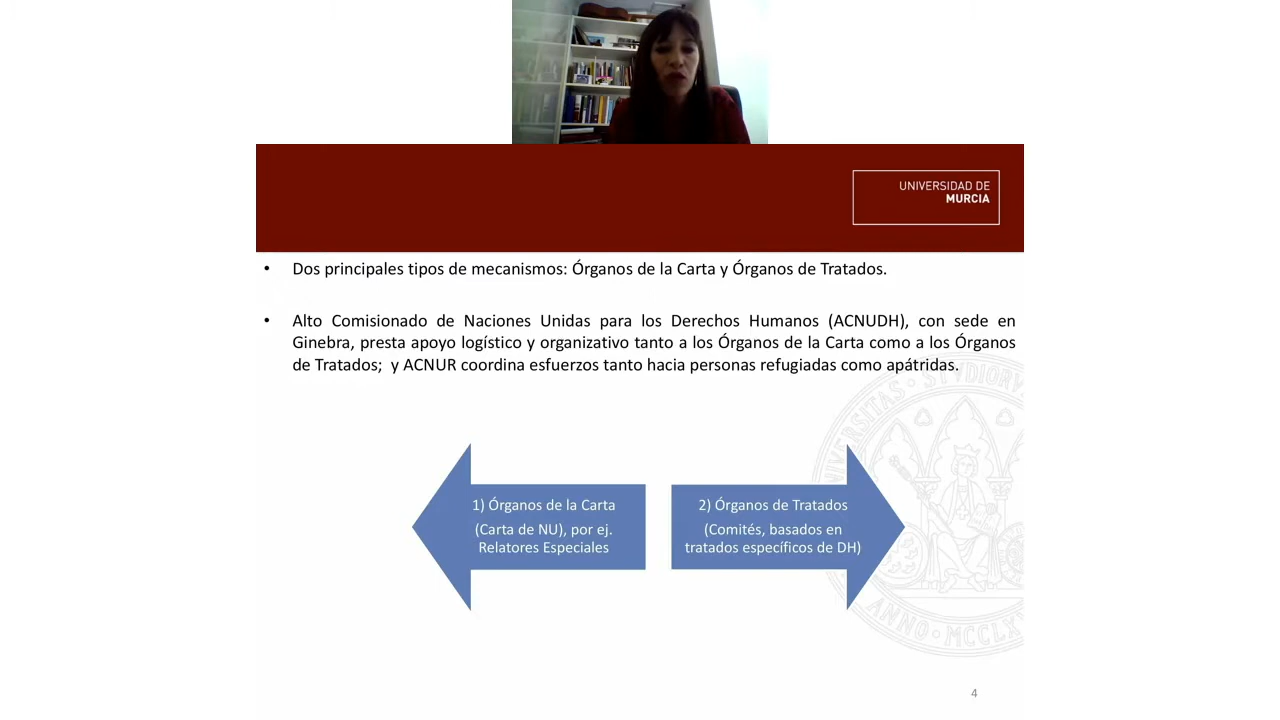 UNIVERSIDAD DE
MURCIA
• Dos principales tipos de mecanismos: Órganos de la Carta y Órganos de Tratados.
• Alto Comisionado de Naciones Unidas para los Derechos Humanos (ACNUDH), con sede en
Ginebra, presta apoyo logístico y organizativo tanto a los Órganos de la Carta como a los Órganos
de Tratados; y ACNUR coordina esfuerzos tanto hacia personas refugiadas como apátridas.
1) Órganos de la Carta
(Carta de NU), por ej.
Relatores Especiales
2) Órganos de Tratados
(Comités, basados en
tratados específicos de DH)
ANNO · MCCLX
4